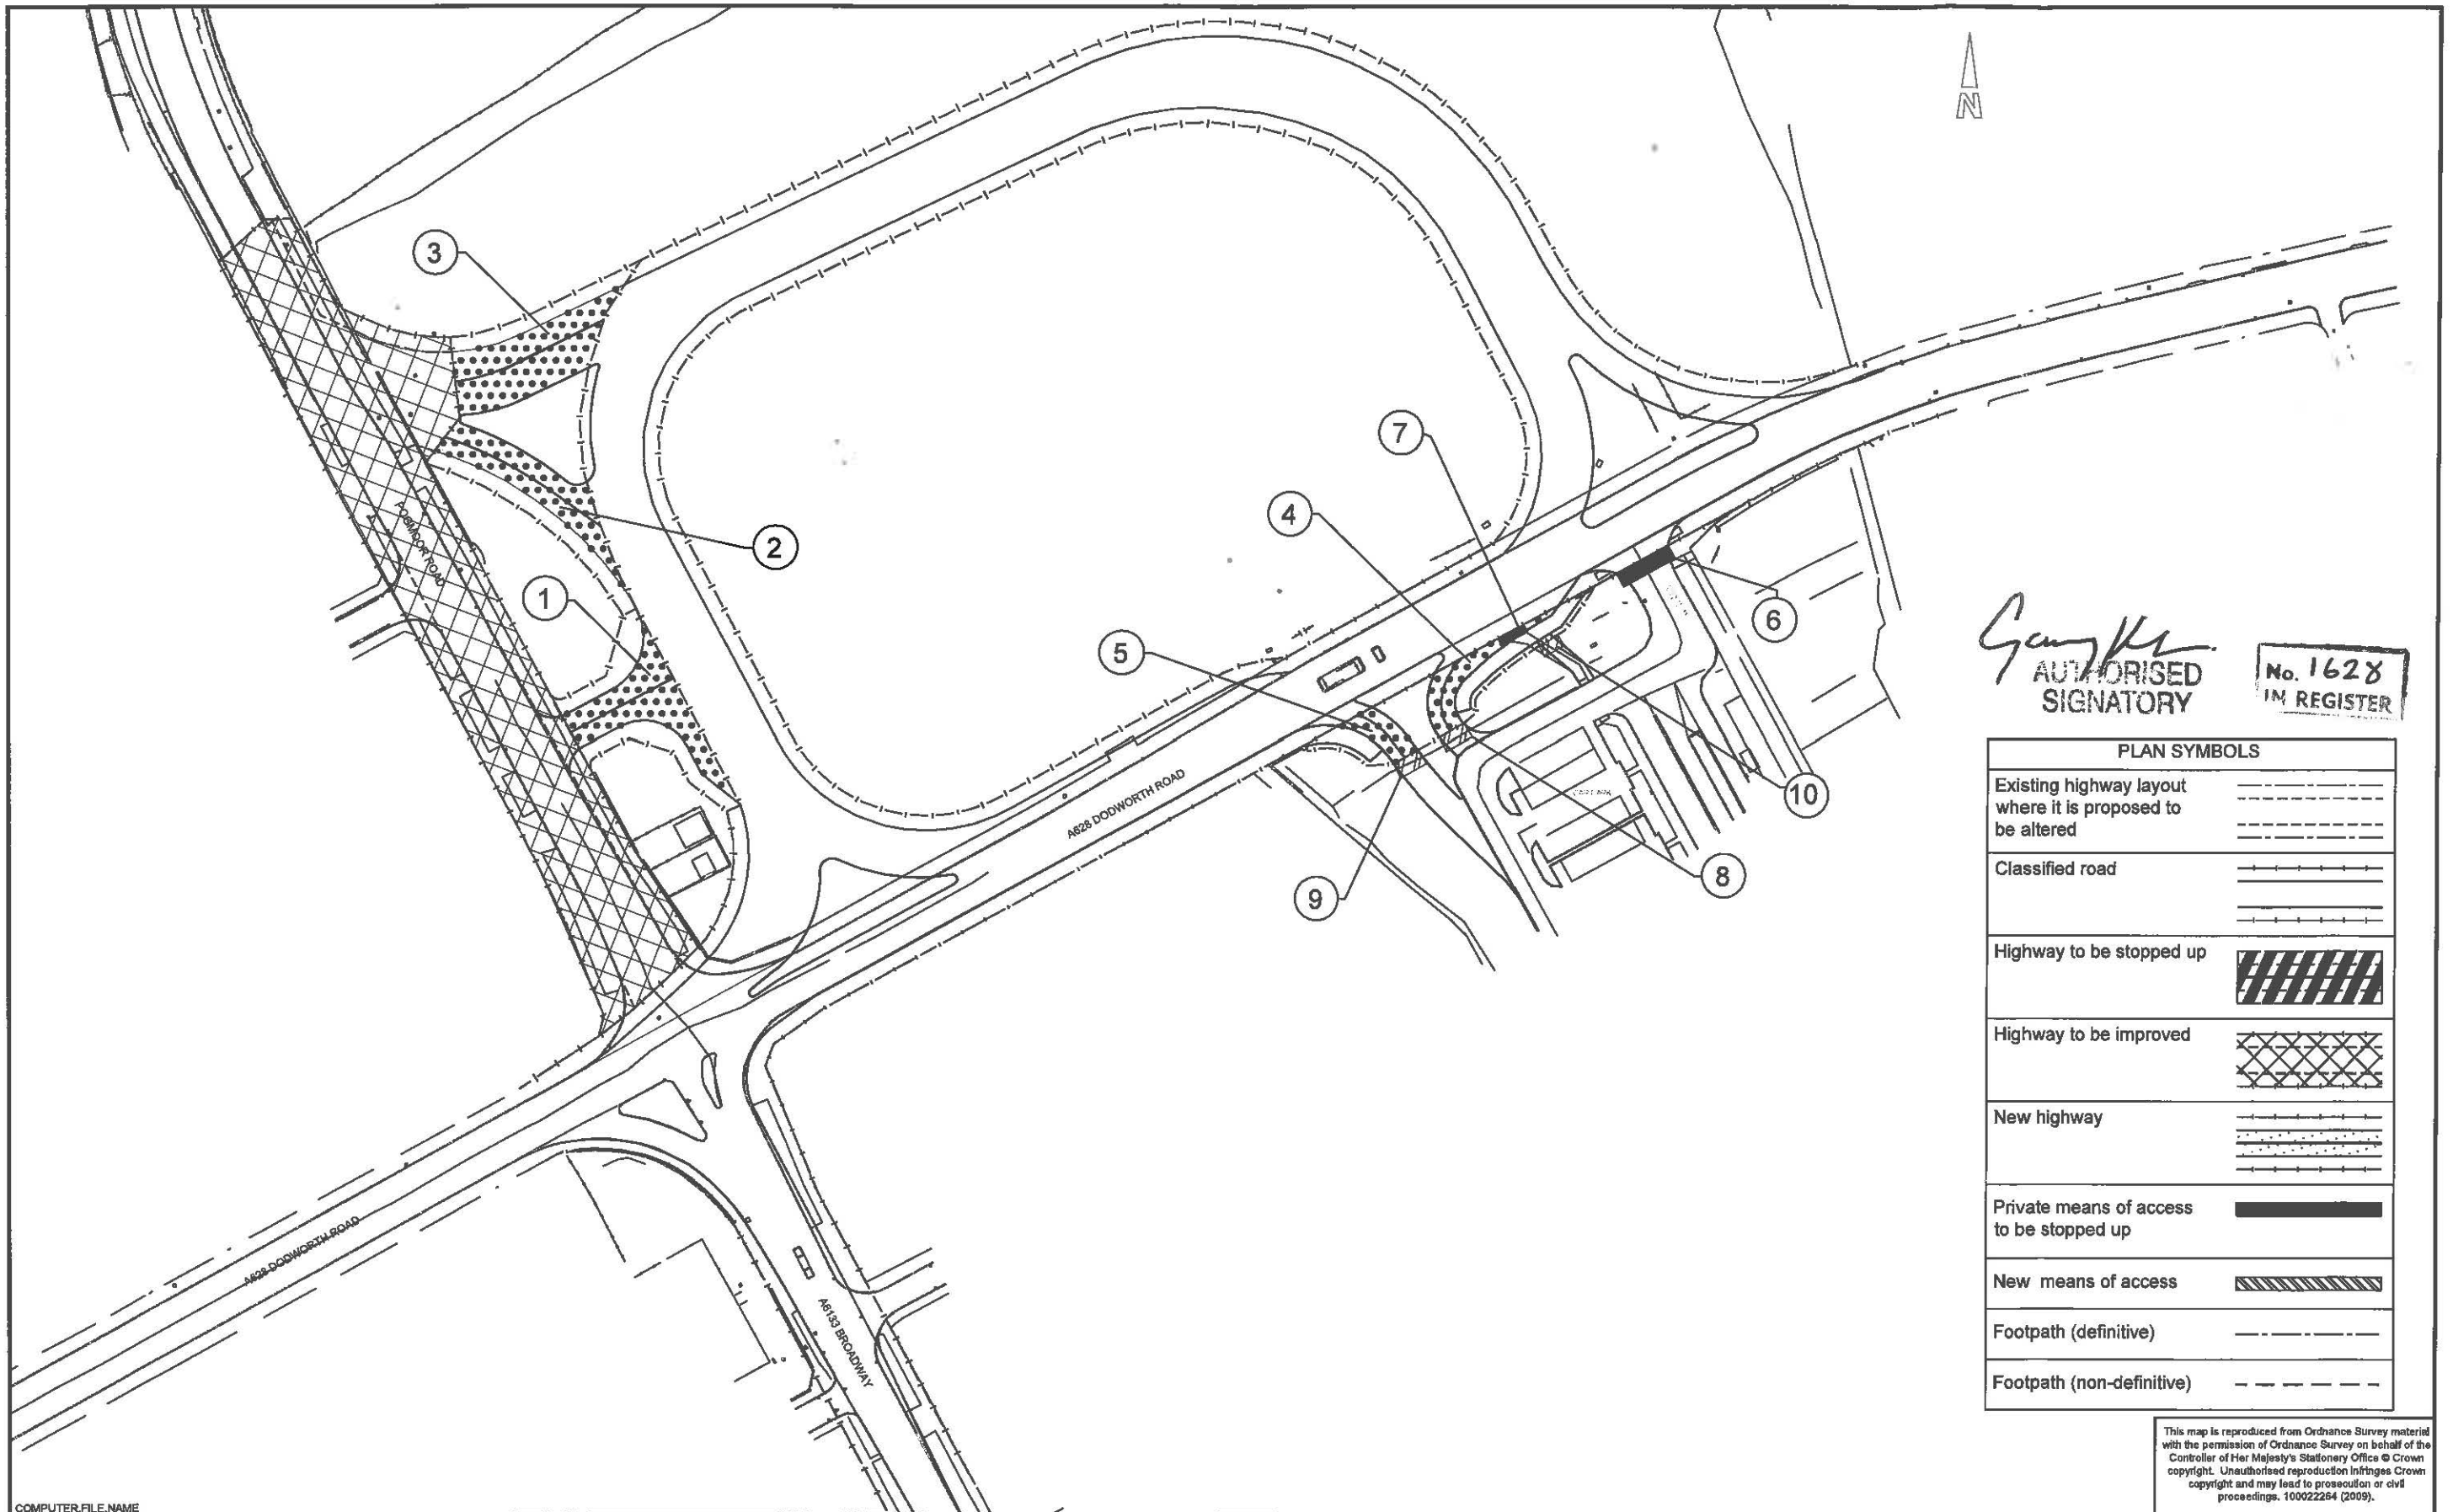 N
3
7
4
2
1
5
6
10
8
9
POGMOOR ROAD
A628 DODWORTH ROAD
A628 DODWORTH ROAD
A6133 BROADWAY
AUTHORISED
SIGNATORY
No. 1628
IN REGISTER
PLAN SYMBOLS
Existing highway layout
where it is proposed to
be altered
Classified road
Highway to be stopped up
Highway to be improved
New highway
Private means of access
to be stopped up
New means of access
Footpath (definitive)
Footpath (non-definitive)
This map is reproduced from Ordnance Survey material
with the permission of Ordnance Survey on behalf of the
Controller of Her Majesty's Stationery Office © Crown
copyright. Unauthorised reproduction infringes Crown
copyright and may lead to prosecution or civil
proceedings. 100022264 (2009).
COMPUTER.FILE.NAME